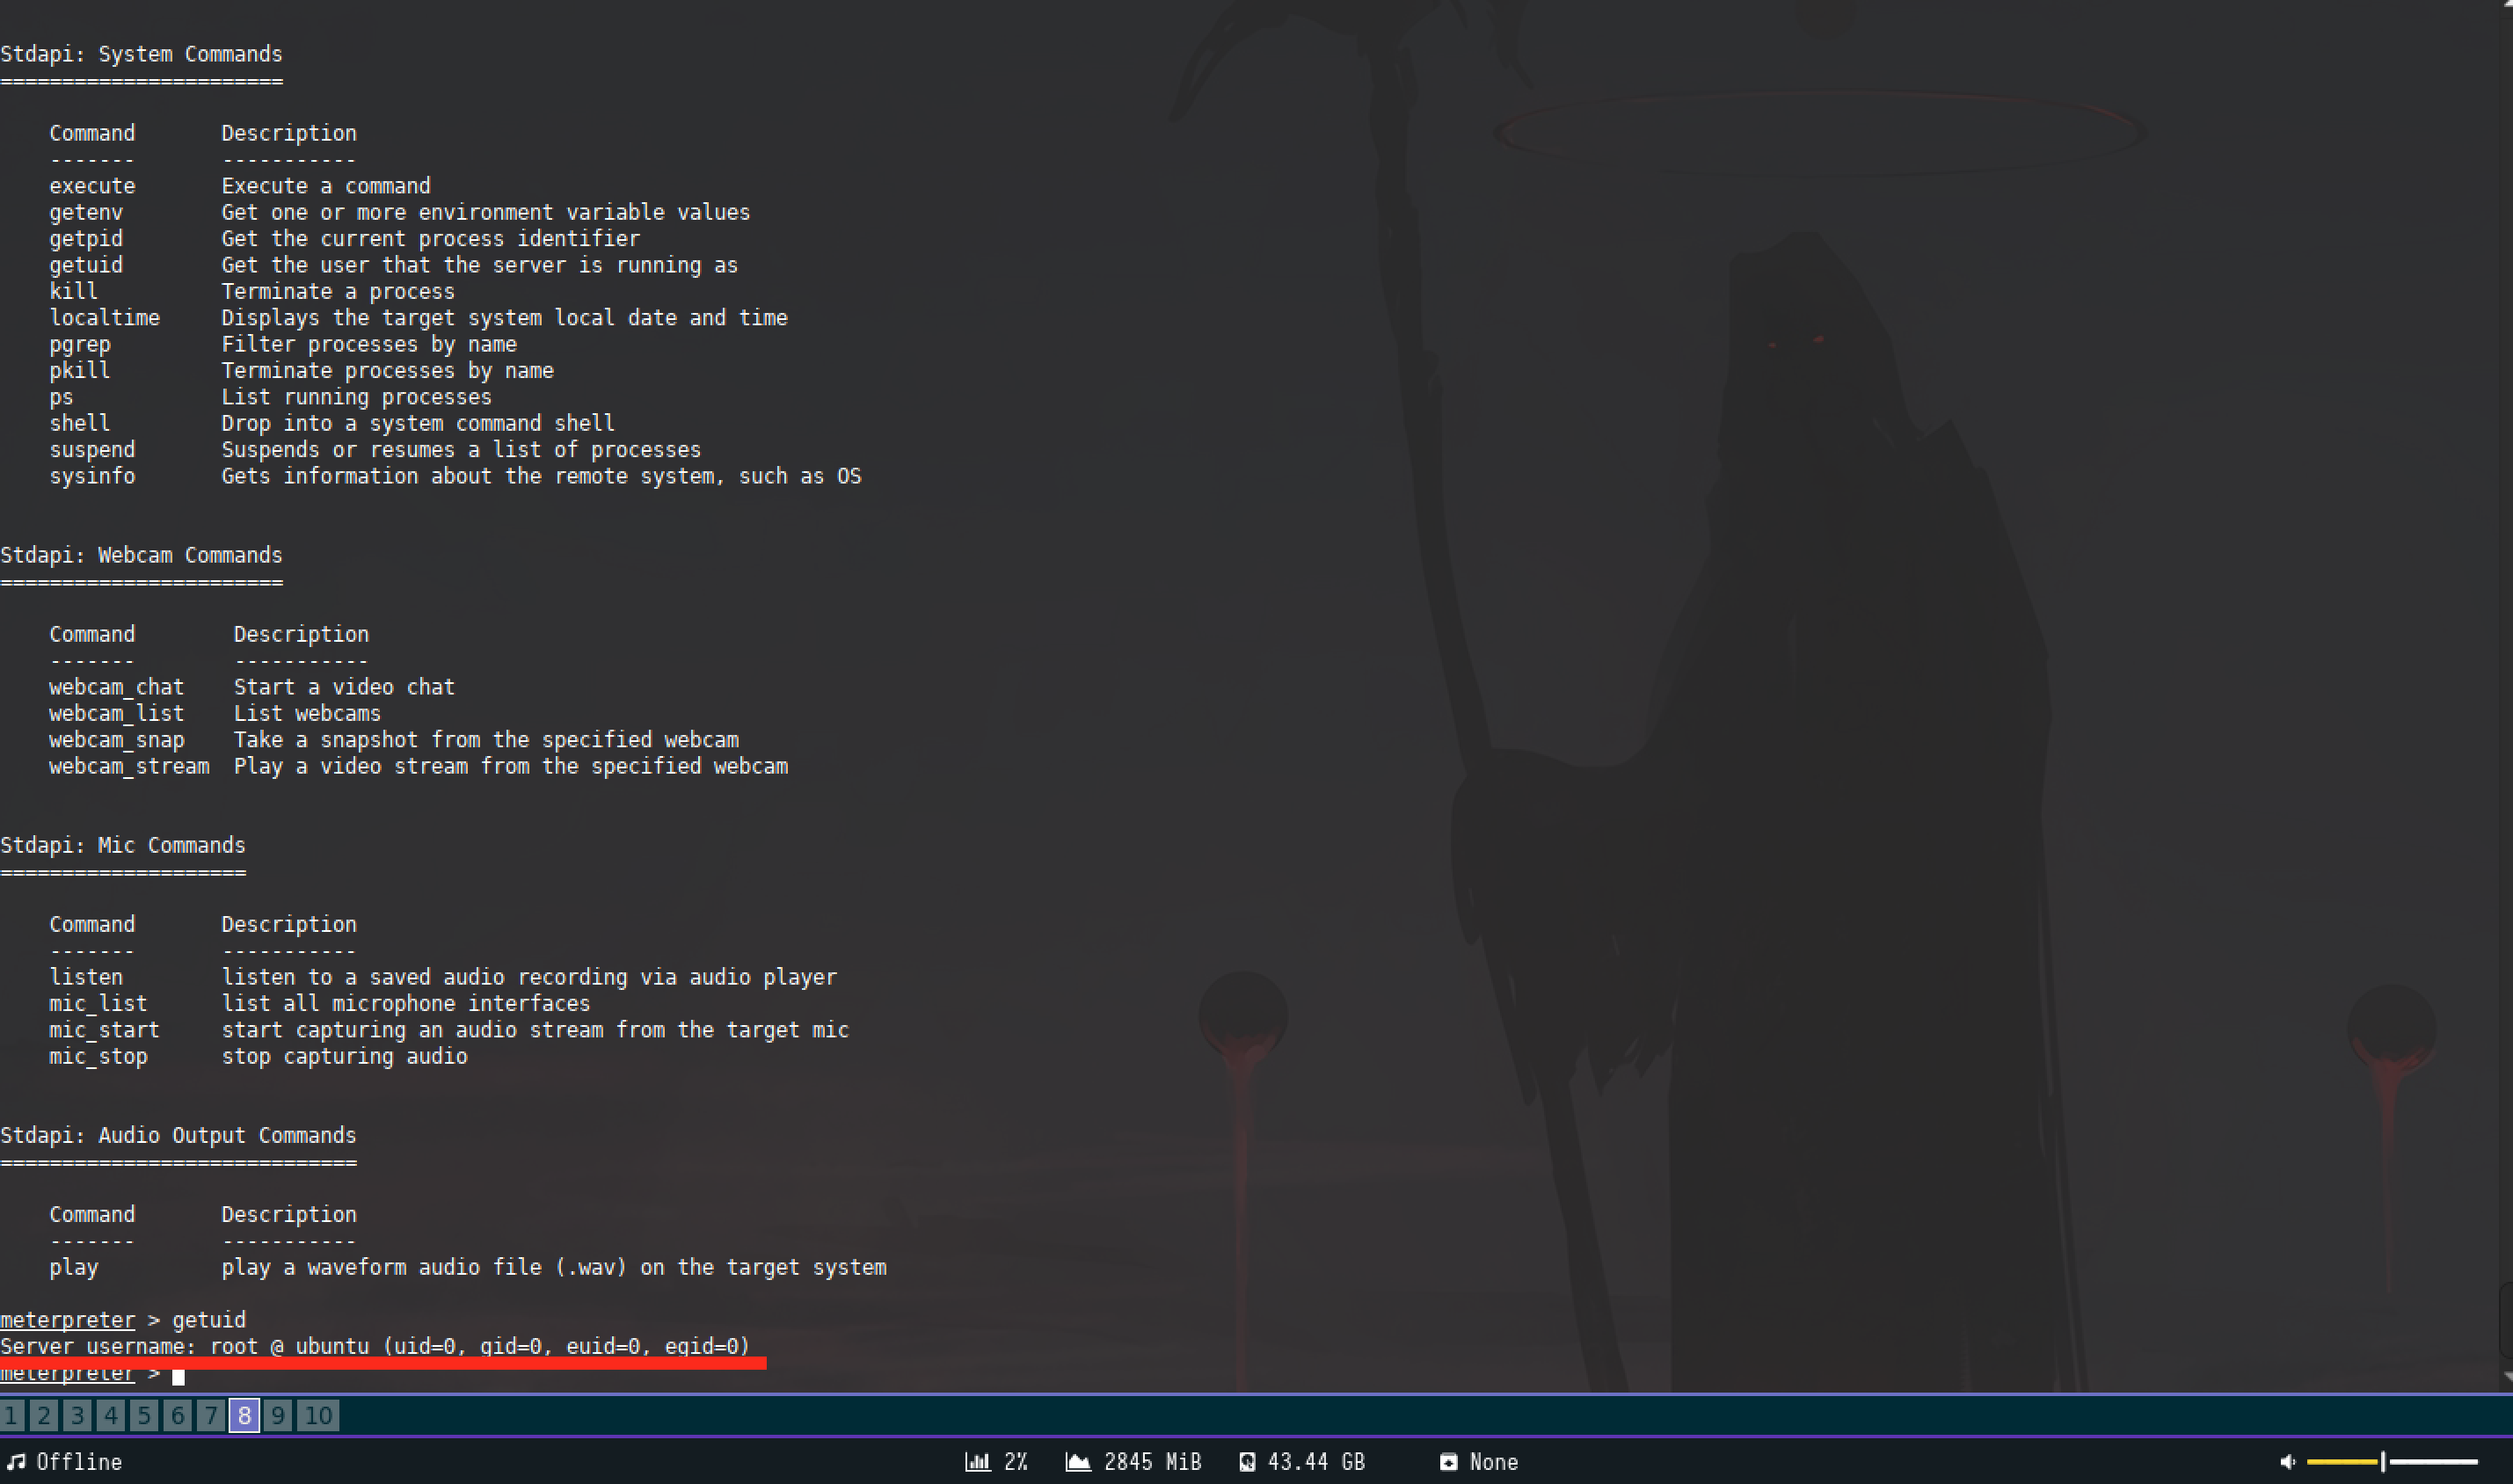 Stdapi: System Commands
=======================
Command Description
------- -----------
execute Execute a command
getenv Get one or more environment variable values
getpid Get the current process identifier
getuid Get the user that the server is running as
kill Terminate a process
localtime Displays the target system local date and time
pgrep Filter processes by name
pkill Terminate processes by name
ps List running processes
shell Drop into a system command shell
suspend Suspends or resumes a list of processes
sysinfo Gets information about the remote system, such as OS
Stdapi: Webcam Commands
=======================
Command Description
------- -----------
webcam_chat Start a video chat
webcam_list List webcams
webcam_snap Take a snapshot from the specified webcam
webcam_stream Play a video stream from the specified webcam
Stdapi: Mic Commands
====================
Command Description
------- -----------
listen listen to a saved audio recording via audio player
mic_list list all microphone interfaces
mic_start start capturing an audio stream from the target mic
mic_stop stop capturing audio
Stdapi: Audio Output Commands
=============================
Command Description
------- -----------
play play a waveform audio file (.wav) on the target system
meterpreter > getuid
Server username: root @ ubuntu (uid=0, gid=0, euid=0, egid=0)
meterpreter >
1 2 3 4 5 6 7 8 9 10
Offline 2% 2845 MiB 43.44 GB None